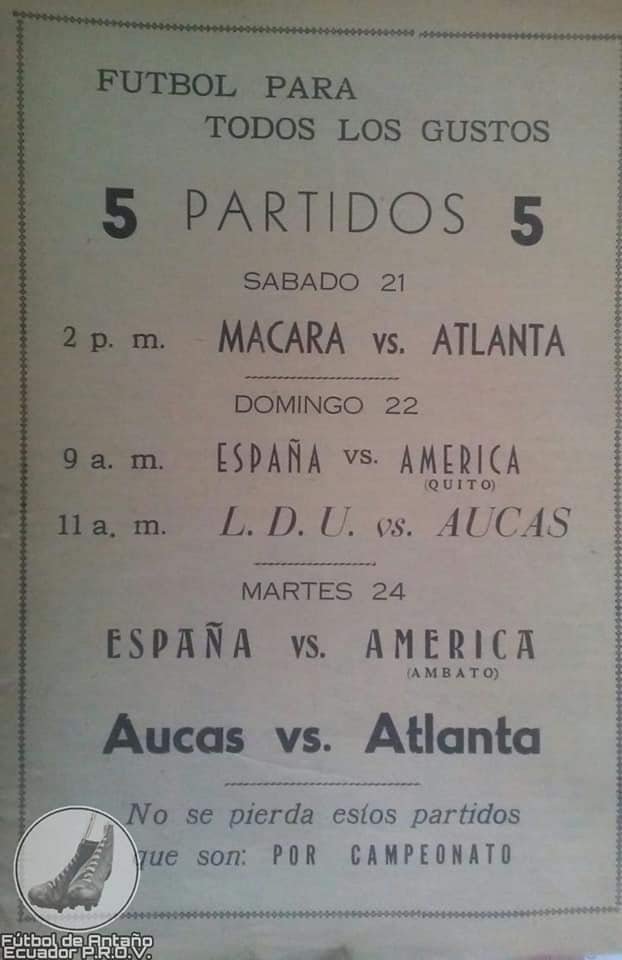 FUTBOL PARA
TODOS LOS GUSTOS
5 PARTIDOS 5
SABADO 21
2 p. m. MACARA vs. ATLANTA
DOMINGO 22
9 a. m. ESPAÑA vs. AMERICA
(QUITO)
11 a. m. L. D. U. vs. AUCAS
MARTES 24
ESPAÑA vs. AMERICA
(AMBATO)
Aucas vs. Atlanta
No se pierda estos partidos
que son: POR CAMPEONATO
Fútbol de Antaño
Ecuador P.R.O.V.